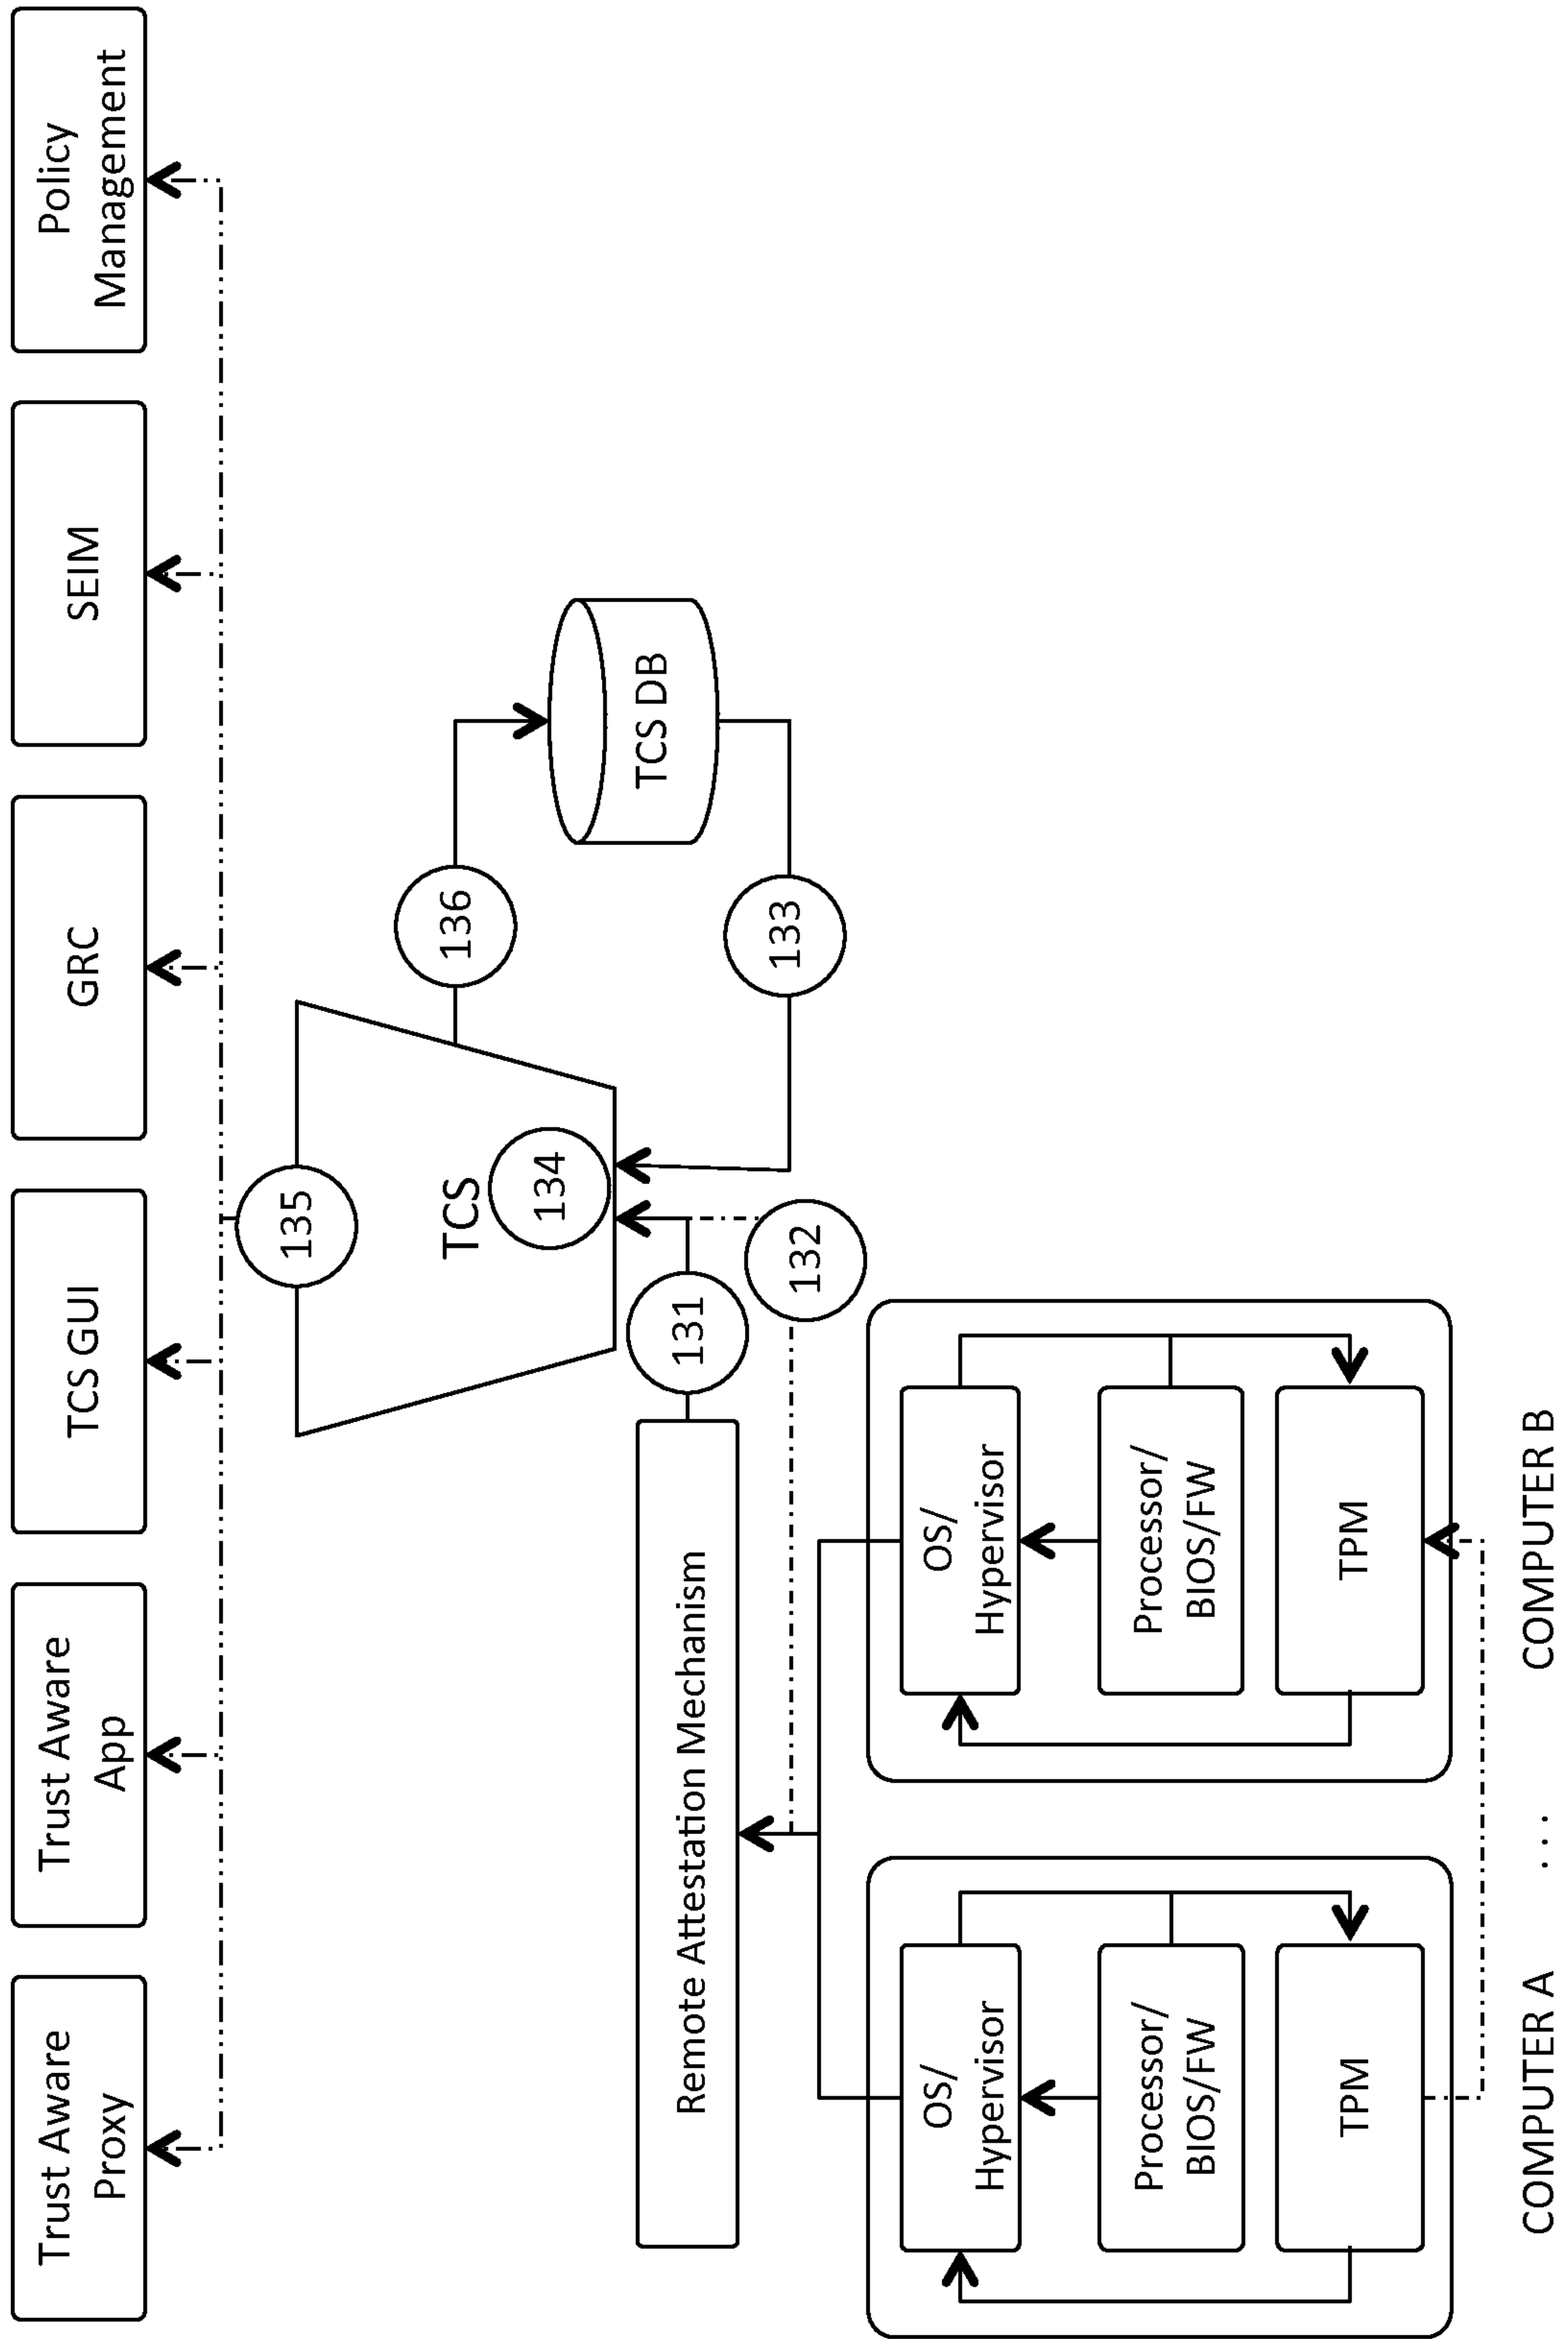 Trust Aware
Proxy
Trust Aware
App
TCS GUI
GRC
SEIM
Policy
Management
135
TCS
134
136
TCS DB
133
131
132
Remote Attestation Mechanism
OS/
Hypervisor
Processor/
BIOS/FW
TPM
OS/
Hypervisor
Processor/
BIOS/FW
TPM
COMPUTER A
. . .
COMPUTER B